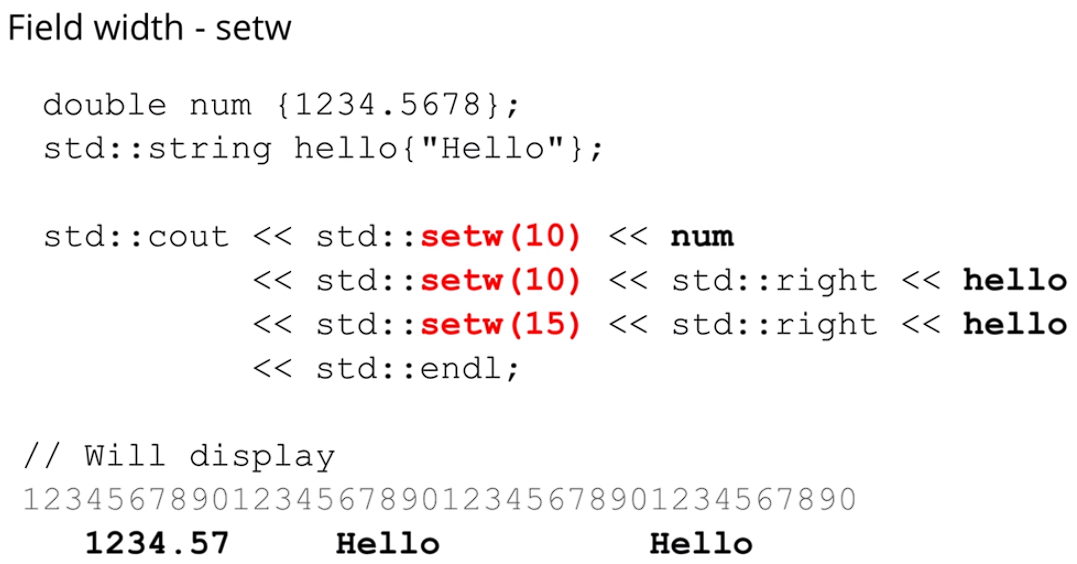 Field width - setw
double num {1234.5678};
std::string hello{"Hello"};
std::cout << std::setw(10) << num
<< std::setw(10) << std::right << hello
<< std::setw(15) << std::right << hello
<< std::endl;
// Will display
1234567890123456789012345678901234567890
1234.57     Hello          Hello